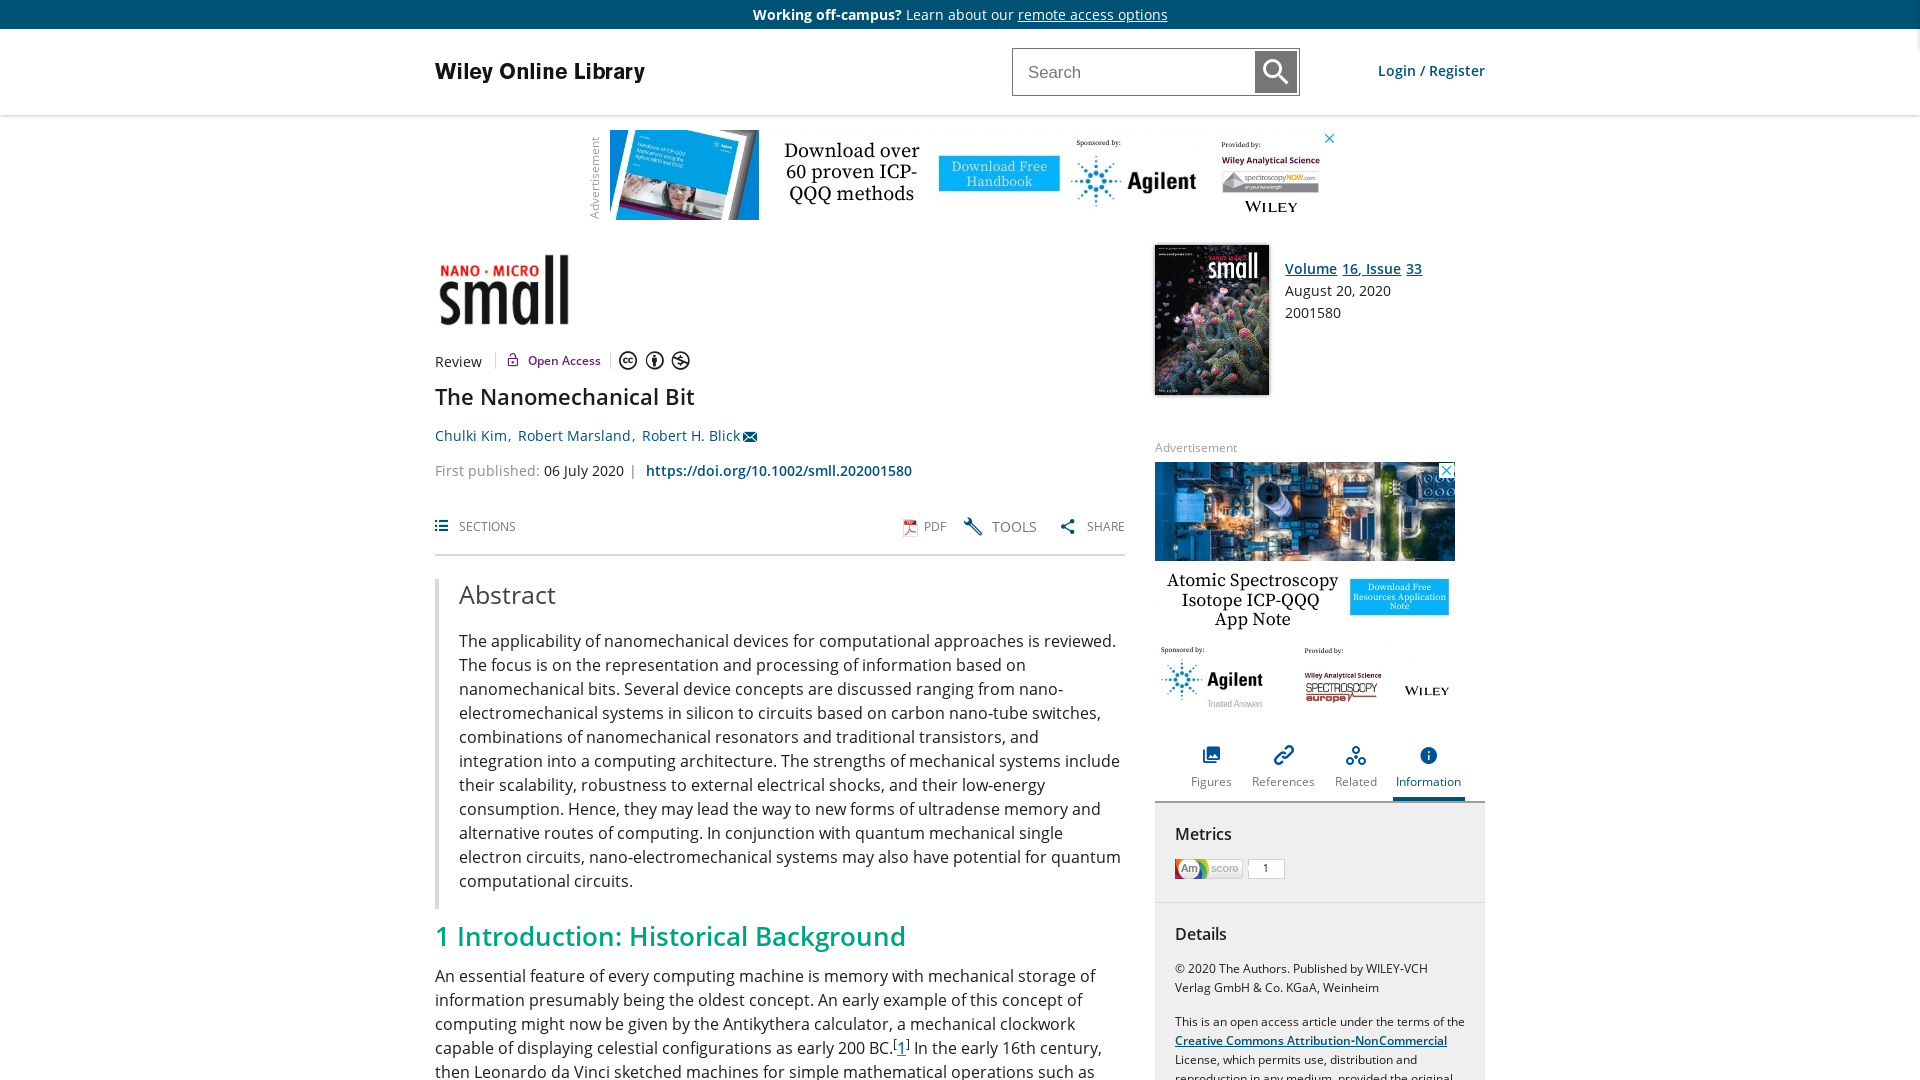 Working off-campus? Learn about our remote access options
Wiley Online Library
Search
Login / Register
Advertisement
Download over
60 proven ICP-
QQQ methods
Download Free
Handbook
Sponsored by:
Agilent
Provided by:
Wiley Analytical Science
spectroscopyNOW.com
WILEY
NANO · MICRO
small
small
Volume 16, Issue 33
August 20, 2020
2001580
Review
Open Access
The Nanomechanical Bit
Chulki Kim, Robert Marsland, Robert H. Blick
First published: 06 July 2020 | https://doi.org/10.1002/smll.202001580
SECTIONS
PDF
TOOLS
SHARE
Abstract
The applicability of nanomechanical devices for computational approaches is reviewed.
The focus is on the representation and processing of information based on
nanomechanical bits. Several device concepts are discussed ranging from nano-
electromechanical systems in silicon to circuits based on carbon nano-tube switches,
combinations of nanomechanical resonators and traditional transistors, and
integration into a computing architecture. The strengths of mechanical systems include
their scalability, robustness to external electrical shocks, and their low-energy
consumption. Hence, they may lead the way to new forms of ultradense memory and
alternative routes of computing. In conjunction with quantum mechanical single
electron circuits, nano-electromechanical systems may also have potential for quantum
computational circuits.
1 Introduction: Historical Background
An essential feature of every computing machine is memory with mechanical storage of
information presumably being the oldest concept. An early example of this concept of
computing might now be given by the Antikythera calculator, a mechanical clockwork
capable of displaying celestial configurations as early 200 BC.[1] In the early 16th century,
then Leonardo da Vinci sketched machines for simple mathematical operations such as
Advertisement
Atomic Spectroscopy
Isotope ICP-QQQ
App Note
Download Free
Resources Application
Note
Sponsored by:
Agilent
Trusted Answers
Provided by:
Wiley Analytical Science
SPECTROSCOPY
europe
WILEY
Figures
References
Related
Information
Metrics
Am score 1
Details
© 2020 The Authors. Published by WILEY-VCH
Verlag GmbH & Co. KGaA, Weinheim
This is an open access article under the terms of the
Creative Commons Attribution-NonCommercial
License, which permits use, distribution and
reproduction in any medium, provided the original